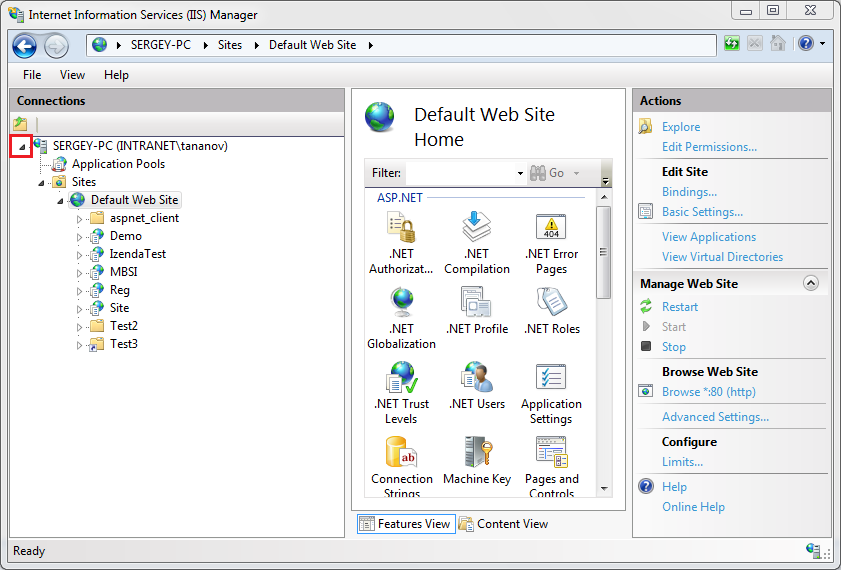 Internet Information Services (IIS) Manager
SERGEY-PC Sites Default Web Site
File View Help
Connections
SERGEY-PC (INTRANET\tananov)
Application Pools
Sites
Default Web Site
aspnet_client
Demo
IzendaTest
MBSI
Reg
Site
Test2
Test3
Default Web Site
Home
Filter: Go
ASP.NET
.NET
Authorizat...
.NET
Compilation
.NET Error
Pages
404
.NET
Globalization
.NET Profile
.NET Roles
.NET Trust
Levels
.NET Users
Application
Settings
ab
Connection
Strings
Machine Key
Pages and
Controls
Features View Content View
Actions
Explore
Edit Permissions...
Edit Site
Bindings...
Basic Settings...
View Applications
View Virtual Directories
Manage Web Site
Restart
Start
Stop
Browse Web Site
Browse *:80 (http)
Advanced Settings...
Configure
Limits...
Help
Online Help
Ready